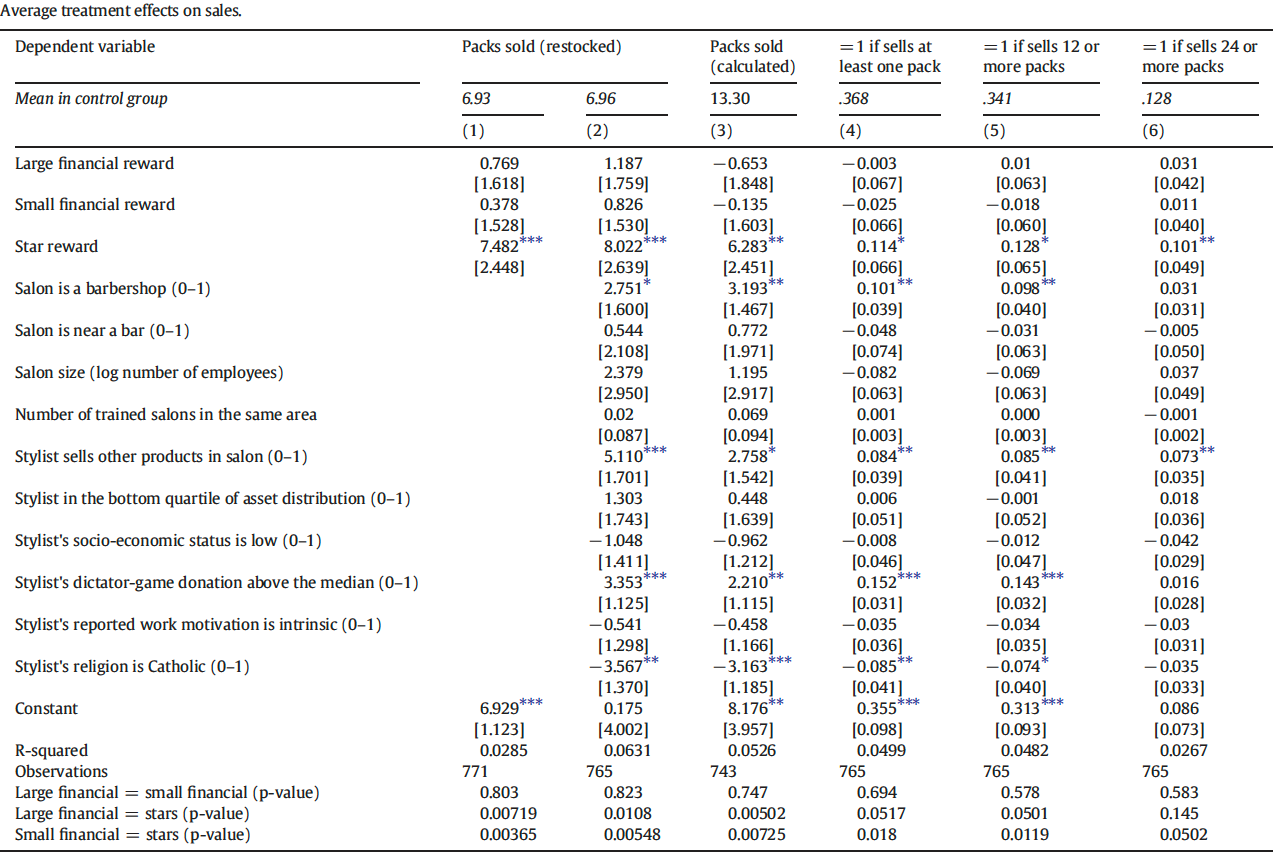 Average treatment effects on sales.
Dependent variable Packs sold (restocked) Packs sold (calculated) =1 if sells at least one pack =1 if sells 12 or more packs =1 if sells 24 or more packs
Mean in control group 6.93 6.96 13.30 .368 .341 .128
(1) (2) (3) (4) (5) (6)
Large financial reward 0.769 1.187 −0.653 −0.003 0.01 0.031
[1.618] [1.759] [1.848] [0.067] [0.063] [0.042]
Small financial reward 0.378 0.826 −0.135 −0.025 −0.018 0.011
[1.528] [1.530] [1.603] [0.066] [0.060] [0.040]
Star reward 7.482*** 8.022*** 6.283** 0.114* 0.128* 0.101**
[2.448] [2.639] [2.451] [0.066] [0.065] [0.049]
Salon is a barbershop (0–1) 2.751* 3.193** 0.101** 0.098** 0.031
[1.600] [1.467] [0.039] [0.040] [0.031]
Salon is near a bar (0–1) 0.544 0.772 −0.048 −0.031 −0.005
[2.108] [1.971] [0.074] [0.063] [0.050]
Salon size (log number of employees) 2.379 1.195 −0.082 −0.069 0.037
[2.950] [2.917] [0.063] [0.063] [0.049]
Number of trained salons in the same area 0.02 0.069 0.001 0.000 −0.001
[0.087] [0.094] [0.003] [0.003] [0.002]
Stylist sells other products in salon (0–1) 5.110*** 2.758* 0.084** 0.085** 0.073**
[1.701] [1.542] [0.039] [0.041] [0.035]
Stylist in the bottom quartile of asset distribution (0–1) 1.303 0.448 0.006 −0.001 0.018
[1.743] [1.639] [0.051] [0.052] [0.036]
Stylist's socio-economic status is low (0–1) −1.048 −0.962 −0.008 −0.012 −0.042
[1.411] [1.212] [0.046] [0.047] [0.029]
Stylist's dictator-game donation above the median (0–1) 3.353*** 2.210** 0.152*** 0.143*** 0.016
[1.125] [1.115] [0.031] [0.032] [0.028]
Stylist's reported work motivation is intrinsic (0–1) −0.541 −0.458 −0.035 −0.034 −0.03
[1.298] [1.166] [0.036] [0.035] [0.031]
Stylist's religion is Catholic (0–1) −3.567** −3.163*** −0.085** −0.074* −0.035
[1.370] [1.185] [0.041] [0.040] [0.033]
Constant 6.929*** 0.175 8.176** 0.355*** 0.313*** 0.086
[1.123] [4.002] [3.957] [0.098] [0.093] [0.073]
R-squared 0.0285 0.0631 0.0526 0.0499 0.0482 0.0267
Observations 771 765 743 765 765 765
Large financial = small financial (p-value) 0.803 0.823 0.747 0.694 0.578 0.583
Large financial = stars (p-value) 0.00719 0.0108 0.00502 0.0517 0.0501 0.145
Small financial = stars (p-value) 0.00365 0.00548 0.00725 0.018 0.0119 0.0502